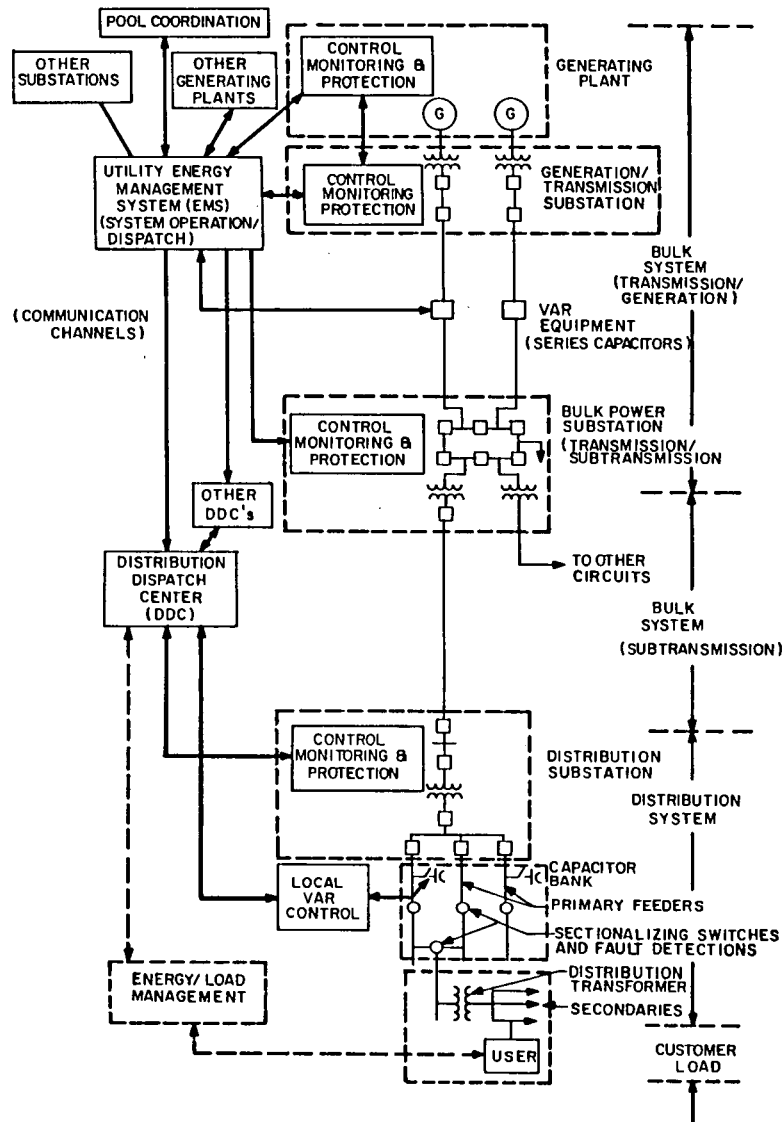 POOL COORDINATION
OTHER
SUBSTATIONS
OTHER
GENERATING
PLANTS
CONTROL
MONITORING &
PROTECTION
GENERATING
PLANT
G
G
UTILITY ENERGY
MANAGEMENT
SYSTEM (EMS)
(SYSTEM OPERATION/
DISPATCH)
CONTROL
MONITORING
PROTECTION
GENERATION/
TRANSMISSION
SUBSTATION
BULK
SYSTEM
(TRANSMISSION/
GENERATION)
(COMMUNICATION
CHANNELS)
VAR
EQUIPMENT
(SERIES CAPACITORS)
CONTROL
MONITORING &
PROTECTION
BULK POWER
SUBSTATION
(TRANSMISSION/
SUBTRANSMISSION
OTHER
DDC's
TO OTHER
CIRCUITS
DISTRIBUTION
DISPATCH
CENTER
(DDC)
BULK
SYSTEM
(SUBTRANSMISSION)
CONTROL
MONITORING &
PROTECTION
DISTRIBUTION
SUBSTATION
DISTRIBUTION
SYSTEM
LOCAL
VAR
CONTROL
CAPACITOR
BANK
PRIMARY FEEDERS
SECTIONALIZING SWITCHES
AND FAULT DETECTIONS
ENERGY/LOAD
MANAGEMENT
DISTRIBUTION
TRANSFORMER
SECONDARIES
USER
CUSTOMER
LOAD